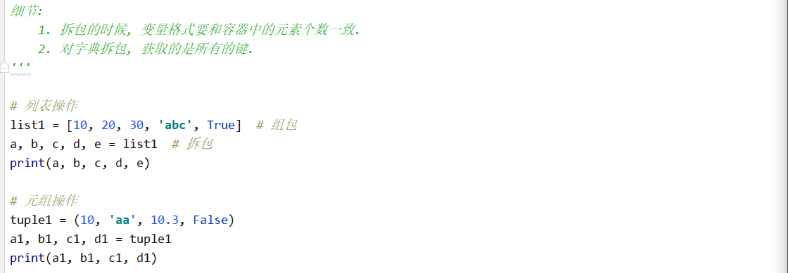 细节:
    1. 拆包的时候, 变量格式要和容器中的元素个数一致.
    2. 对字典拆包, 获取的是所有的键.
'''
# 列表操作
list1 = [10, 20, 30, 'abc', True]  # 组包
a, b, c, d, e = list1  # 拆包
print(a, b, c, d, e)
# 元组操作
tuple1 = (10, 'aa', 10.3, False)
a1, b1, c1, d1 = tuple1
print(a1, b1, c1, d1)